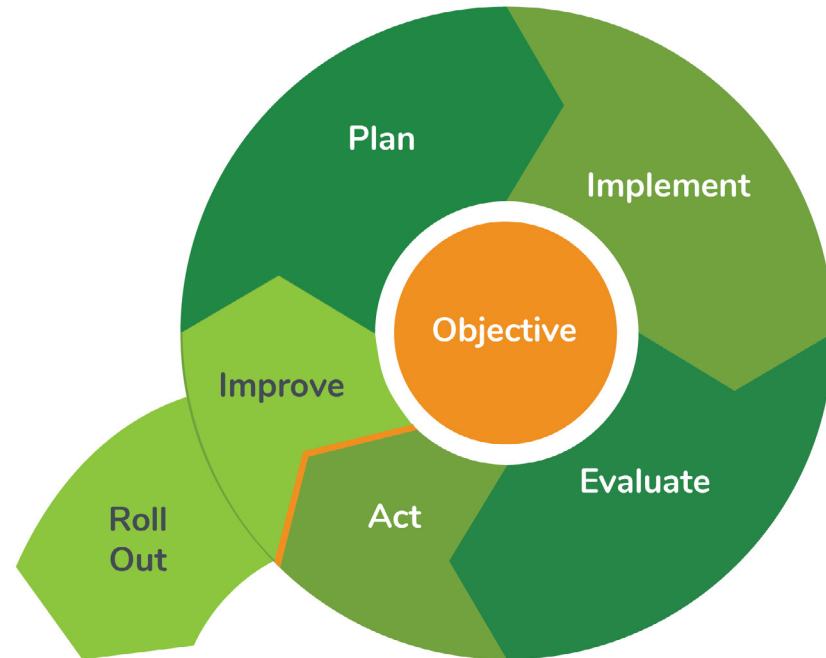 Plan
Implement
Objective
Improve
Evaluate
Act
Roll
Out